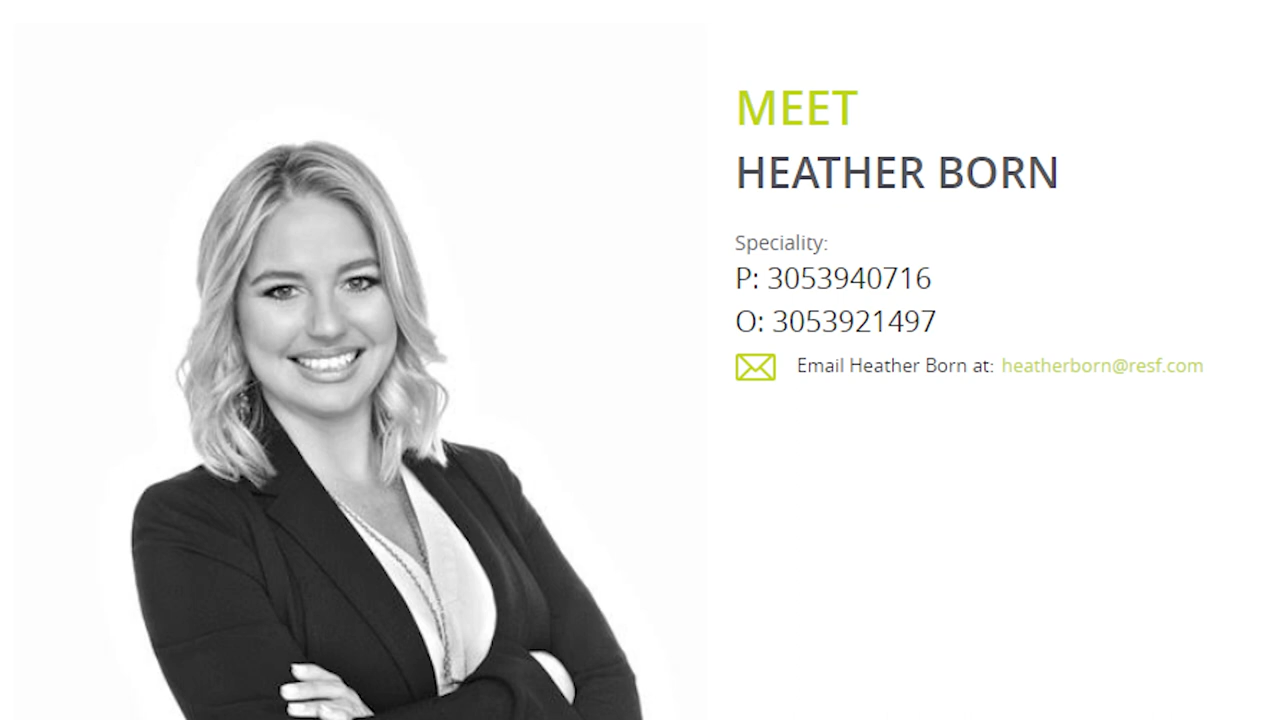 MEET
HEATHER BORN
Speciality:
P: 3053940716
O: 3053921497
Email Heather Born at: heatherborn@resf.com